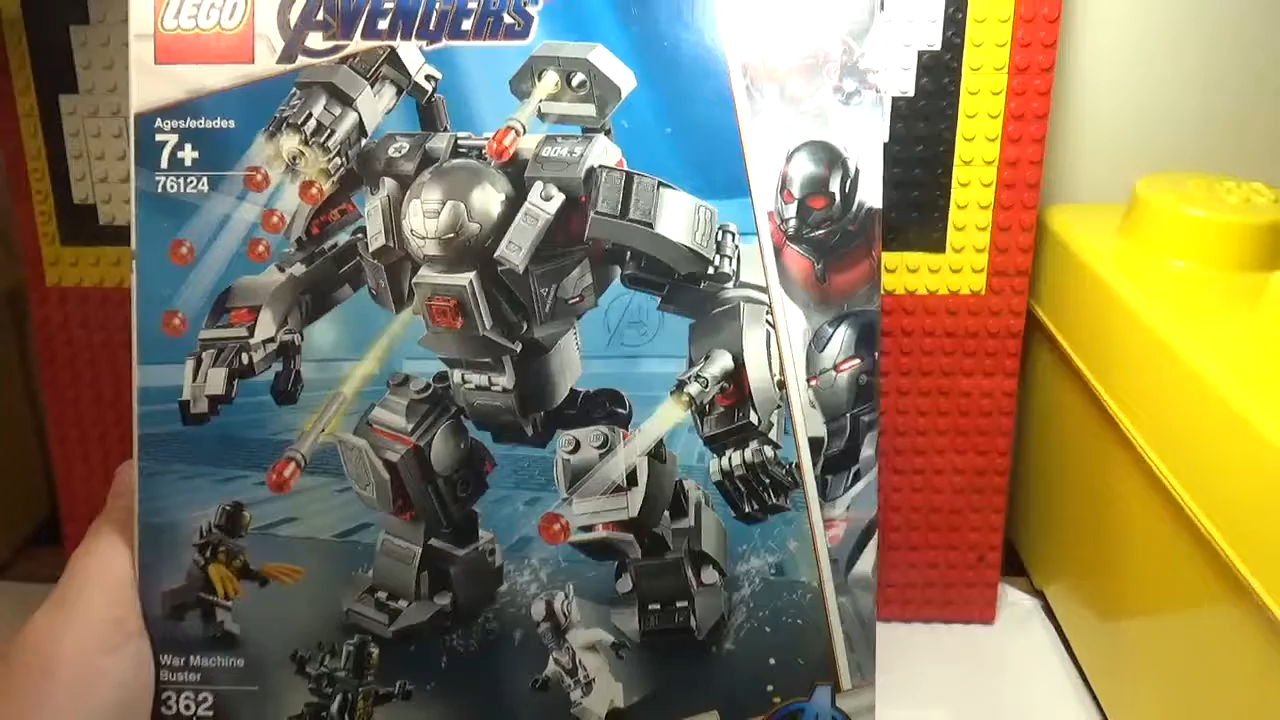 LEGO
AVENGERS
Ages/edades
7+
76124
004.5
War Machine
Buster
362